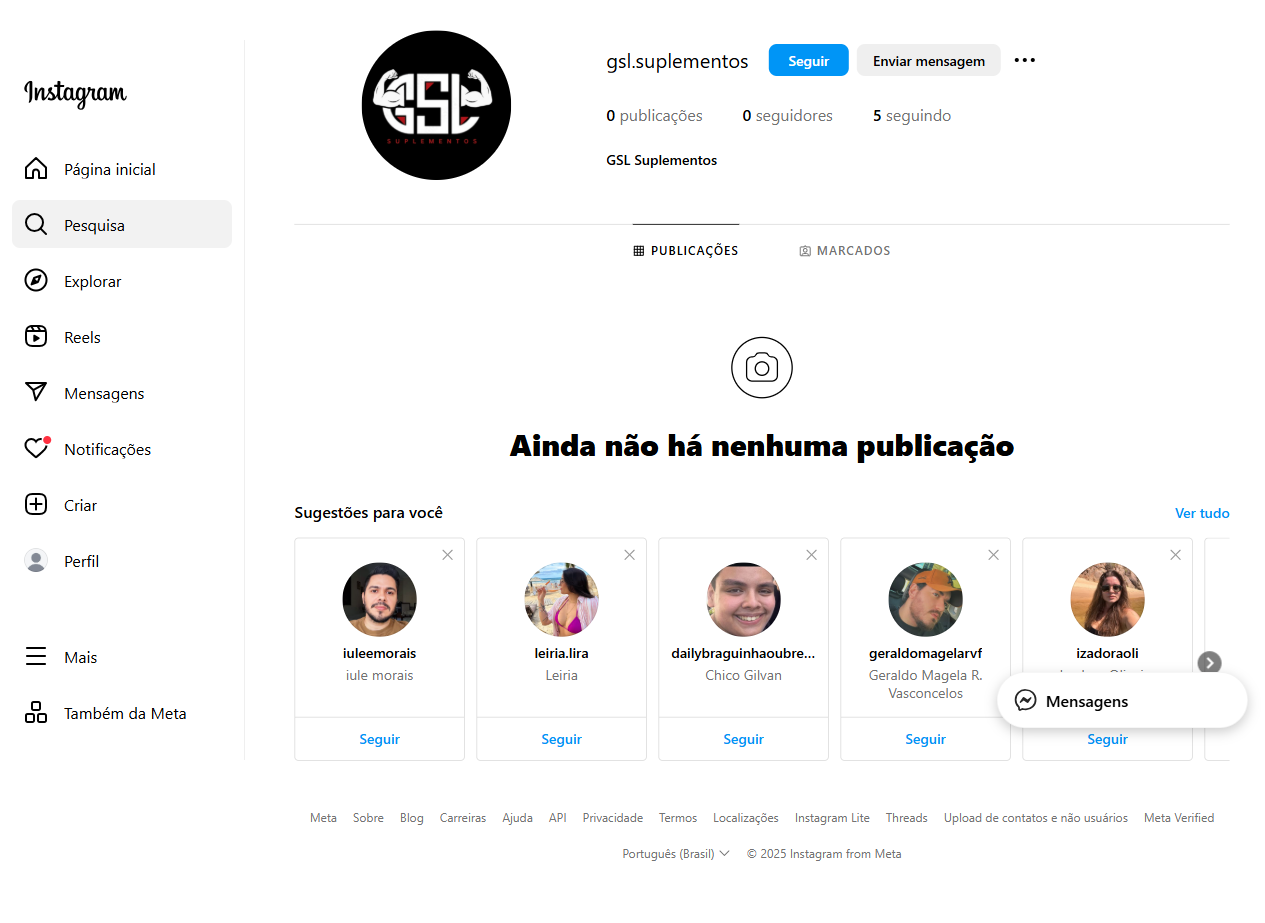 Instagram
Página inicial
Pesquisa
Explorar
Reels
Mensagens
Notificações
Criar
Perfil
Mais
Também da Meta
GSL
SUPLEMENTOS
gsl.suplementos Seguir Enviar mensagem
0 publicações 0 seguidores 5 seguindo
GSL Suplementos
PUBLICAÇÕES MARCADOS
Ainda não há nenhuma publicação
Sugestões para você Ver tudo
iuleemorais
iule morais
Seguir
leiria.lira
Leiria
Seguir
dailybraguinhaoubre...
Chico Gilvan
Seguir
geraldomagelarvf
Geraldo Magela R.
Vasconcelos
Seguir
izadoraoli
Seguir
Mensagens
Meta Sobre Blog Carreiras Ajuda API Privacidade Termos Localizações Instagram Lite Threads Upload de contatos e não usuários Meta Verified
Português (Brasil) © 2025 Instagram from Meta